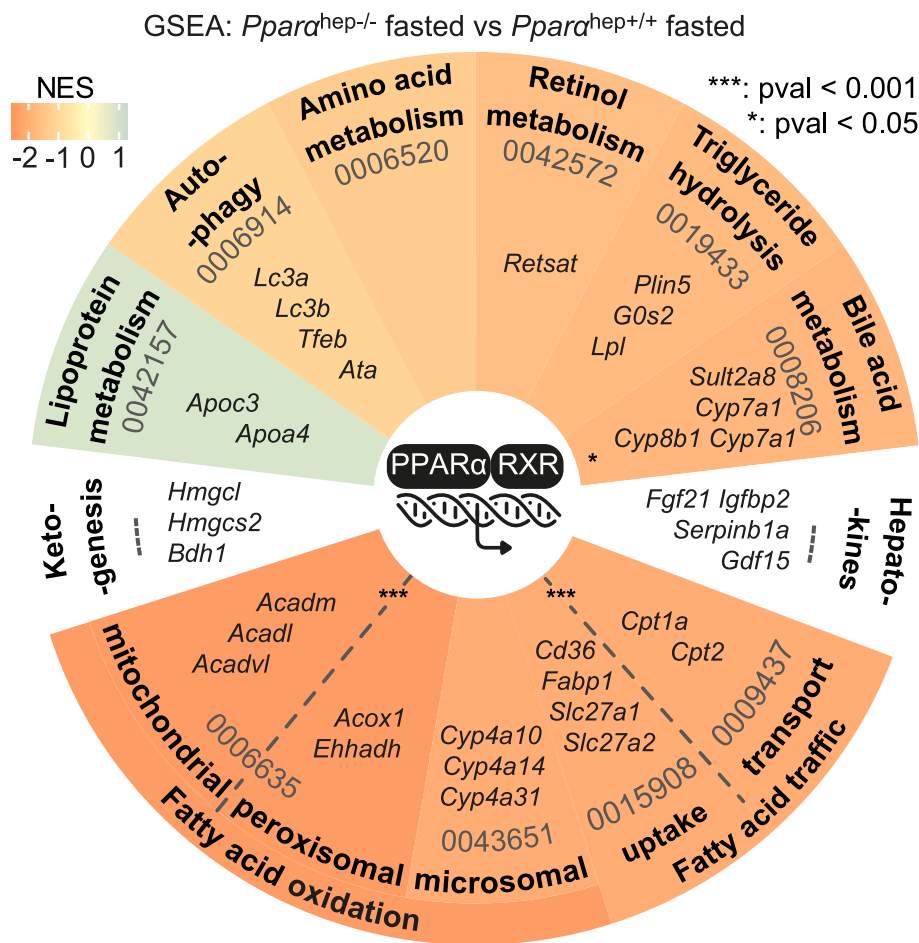 GSEA: Pparαhep-/- fasted vs Pparαhep+/+ fasted
NES
-2 -1 0 1
***: pval < 0.001
*: pval < 0.05
Lipoprotein
metabolism
0042157
Apoc3
Apoa4
Auto-
-phagy
0006914
Lc3a
Lc3b
Tfeb
Ata
Amino acid
metabolism
0006520
Retinol
metabolism
0042572
Retsat
Triglyceride
hydrolysis
0019433
Plin5
G0s2
Lpl
Bile acid
metabolism
0008206
Sult2a8
Cyp7a1
Cyp8b1 Cyp7a1
*
PPARα RXR
Hepato-
-kines
Fgf21 Igfbp2
Serpinb1a
Gdf15
Keto-
-genesis
Hmgcl
Hmgcs2
Bdh1
***
Acadm
Acadl
Acadvl
mitochondrial
0006635
Acox1
Ehhadh
peroxisomal
Cyp4a10
Cyp4a14
Cyp4a31
0043651
microsomal
Fatty acid oxidation
***
Cd36
Fabp1
Slc27a1
Slc27a2
0015908
uptake
Cpt1a
Cpt2
0009437
transport
Fatty acid traffic